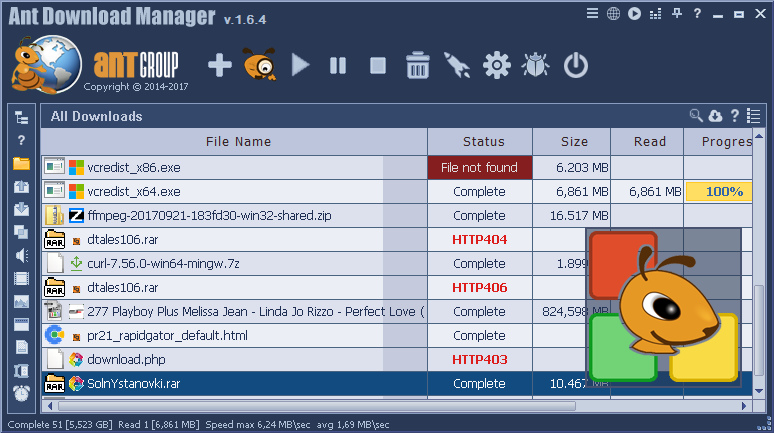 Ant Download Manager v.1.6.4
?
ANT GROUP
Copyright © 2014-2017
All Downloads
?
?
File Name Status Size Read Progres
vcredist_x86.exe File not found 6.203 MB
vcredist_x64.exe Complete 6,861 MB 6,861 MB 100%
Z ffmpeg-20170921-183fd30-win32-shared.zip Complete 16.517 MB
RAR dtales106.rar HTTP404
curl-7.56.0-win64-mingw.7z Complete 1.899
RAR dtales106.rar HTTP406
277 Playboy Plus Melissa Jean - Linda Jo Rizzo - Perfect Love ( Complete 824,598
pr21_rapidgator_default.html Complete
download.php HTTP403
RAR SolnYstanovki.rar Complete 10.467 MB
Complete 51 [5,523 GB] Read 1 [6,861 MB] Speed max 6,24 MB\sec avg 1,69 MB\sec